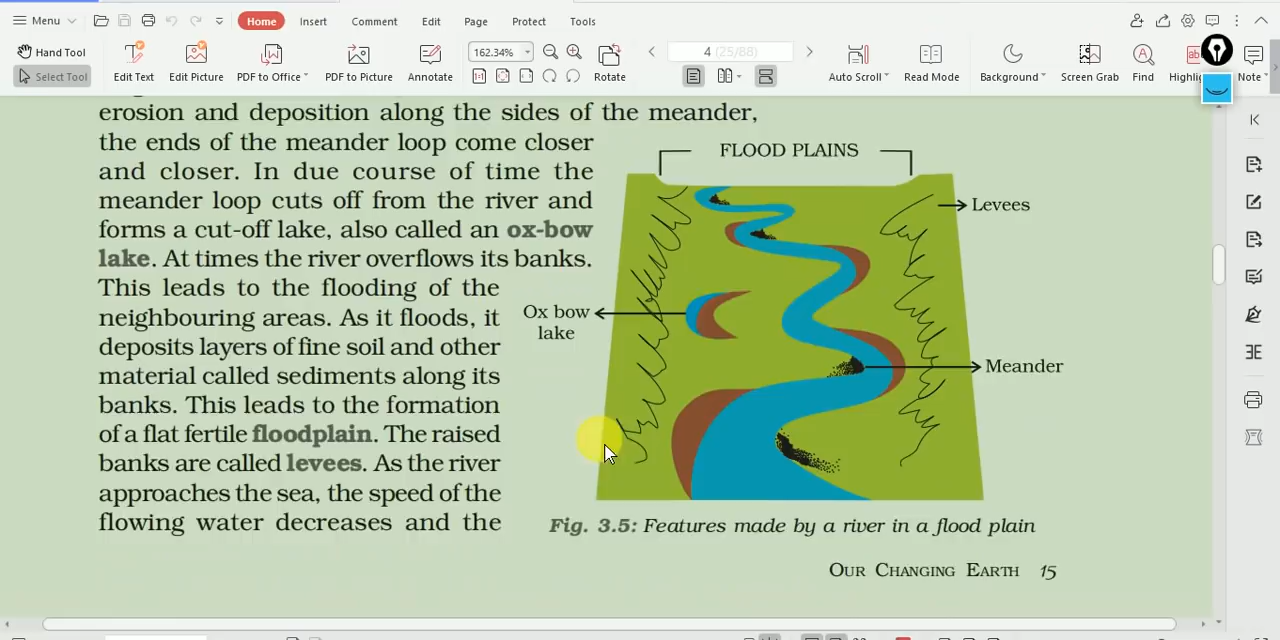 Menu
Home
Insert
Comment
Edit
Page
Protect
Tools
Hand Tool
Select Tool
Edit Text
Edit Picture
PDF to Office
PDF to Picture
Annotate
162.34%
Rotate
4 (25/88)
Auto Scroll
Read Mode
Background
Screen Grab
Find
Note
erosion and deposition along the sides of the meander,
the ends of the meander loop come closer
and closer. In due course of time the
meander loop cuts off from the river and
forms a cut-off lake, also called an ox-bow
lake. At times the river overflows its banks.
This leads to the flooding of the
neighbouring areas. As it floods, it
deposits layers of fine soil and other
material called sediments along its
banks. This leads to the formation
of a flat fertile floodplain. The raised
banks are called levees. As the river
approaches the sea, the speed of the
flowing water decreases and the
FLOOD PLAINS
Levees
Ox bow
lake
Meander
Fig. 3.5: Features made by a river in a flood plain
OUR CHANGING EARTH 15